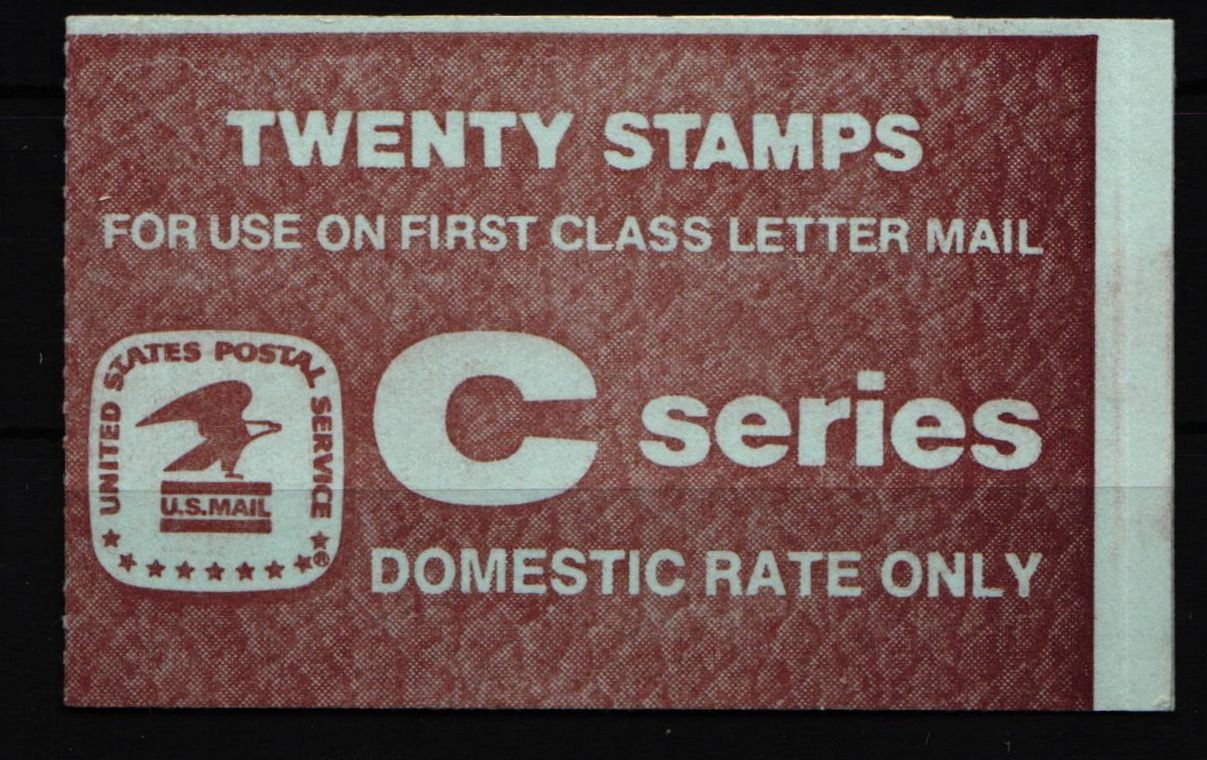 TWENTY STAMPS
FOR USE ON FIRST CLASS LETTER MAIL
UNITED STATES POSTAL SERVICE
U.S.MAIL
®
C series
DOMESTIC RATE ONLY